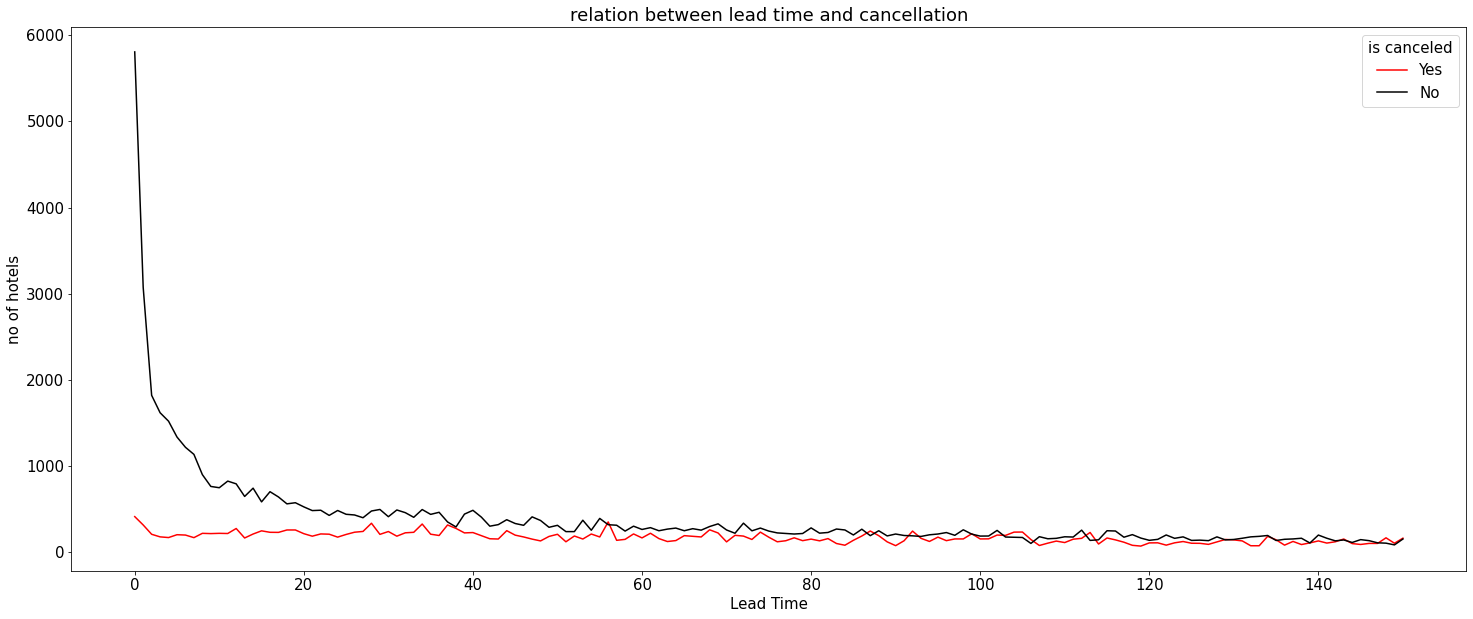 relation between lead time and cancellation
6000
5000
4000
3000
2000
1000
0
no of hotels
is canceled
Yes
No
0 20 40 60 80 100 120 140
Lead Time